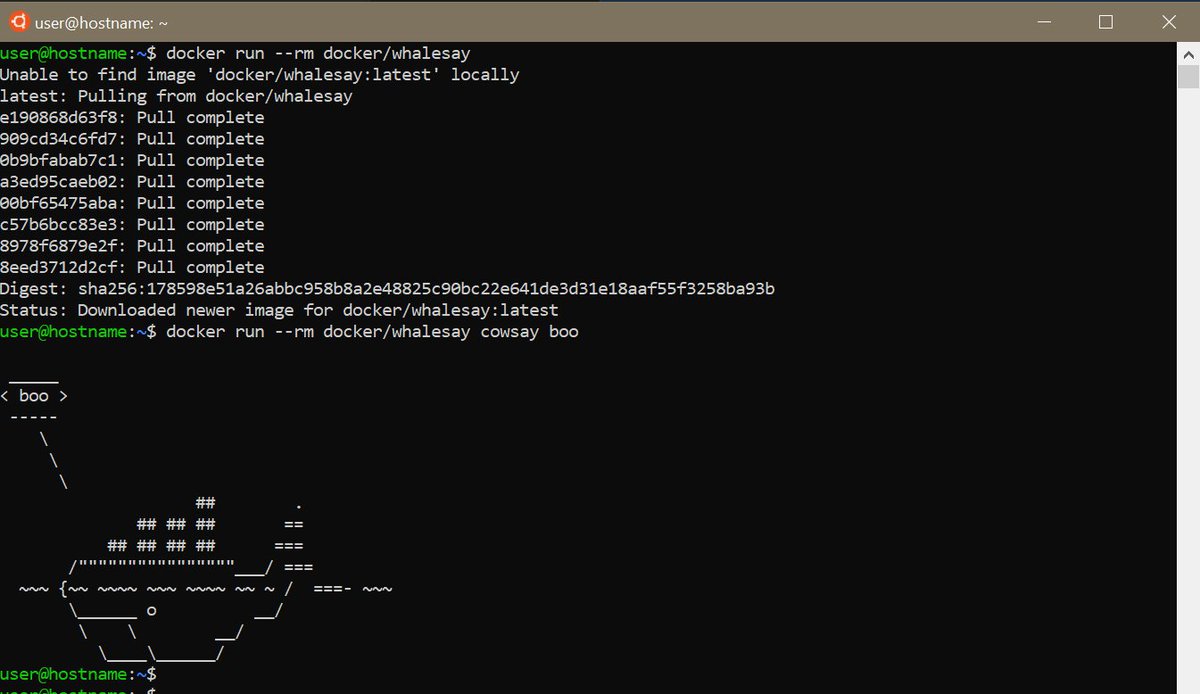 user@hostname: ~
user@hostname:~$ docker run --rm docker/whalesay
Unable to find image 'docker/whalesay:latest' locally
latest: Pulling from docker/whalesay
e190868d63f8: Pull complete
909cd34c6fd7: Pull complete
0b9bfabab7c1: Pull complete
a3ed95caeb02: Pull complete
00bf65475aba: Pull complete
c57b6bcc83e3: Pull complete
8978f6879e2f: Pull complete
8eed3712d2cf: Pull complete
Digest: sha256:178598e51a26abbc958b8a2e48825c90bc22e641de3d31e18aaf55f3258ba93b
Status: Downloaded newer image for docker/whalesay:latest
user@hostname:~$ docker run --rm docker/whalesay cowsay boo
 _____
< boo >
 -----
    \
     \
      \
                    ##        .
              ## ## ##       ==
           ## ## ## ##      ===
       /""""""""""""""""___/ ===
  ~~~ {~~ ~~~~ ~~~ ~~~~ ~~ ~ /  ===- ~~~
       \______ o          __/
        \    \        __/
          \____\______/
user@hostname:~$
user@hostname:~$